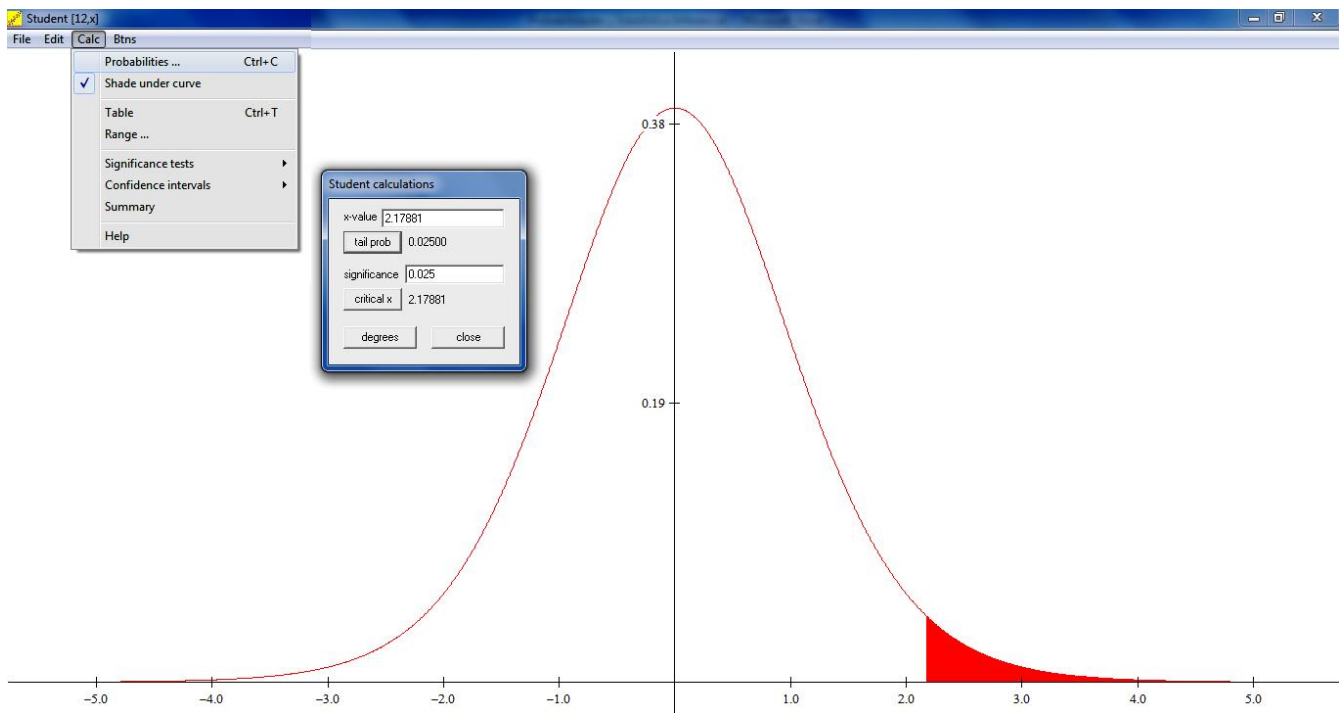 Student [12,x]
File Edit Calc Btns
Probabilities ... Ctrl+C
✓ Shade under curve
Table Ctrl+T
Range ...
Significance tests
Confidence intervals
Summary
Help
0.38
Student calculations
x-value 2.17881
tail prob 0.02500
significance 0.025
critical x 2.17881
degrees close
0.19
−5.0 −4.0 −3.0 −2.0 −1.0 1.0 2.0 3.0 4.0 5.0